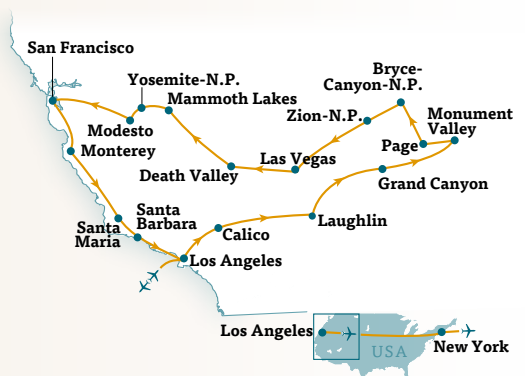 San Francisco
Yosemite-N.P.
Mammoth Lakes
Modesto
Monterey
Bryce-
Canyon-N.P.
Zion-N.P.
Monument
Valley
Page
Las Vegas
Death Valley
Grand Canyon
Santa
Maria
Santa
Barbara
Calico
Laughlin
Los Angeles
Los Angeles
New York
USA